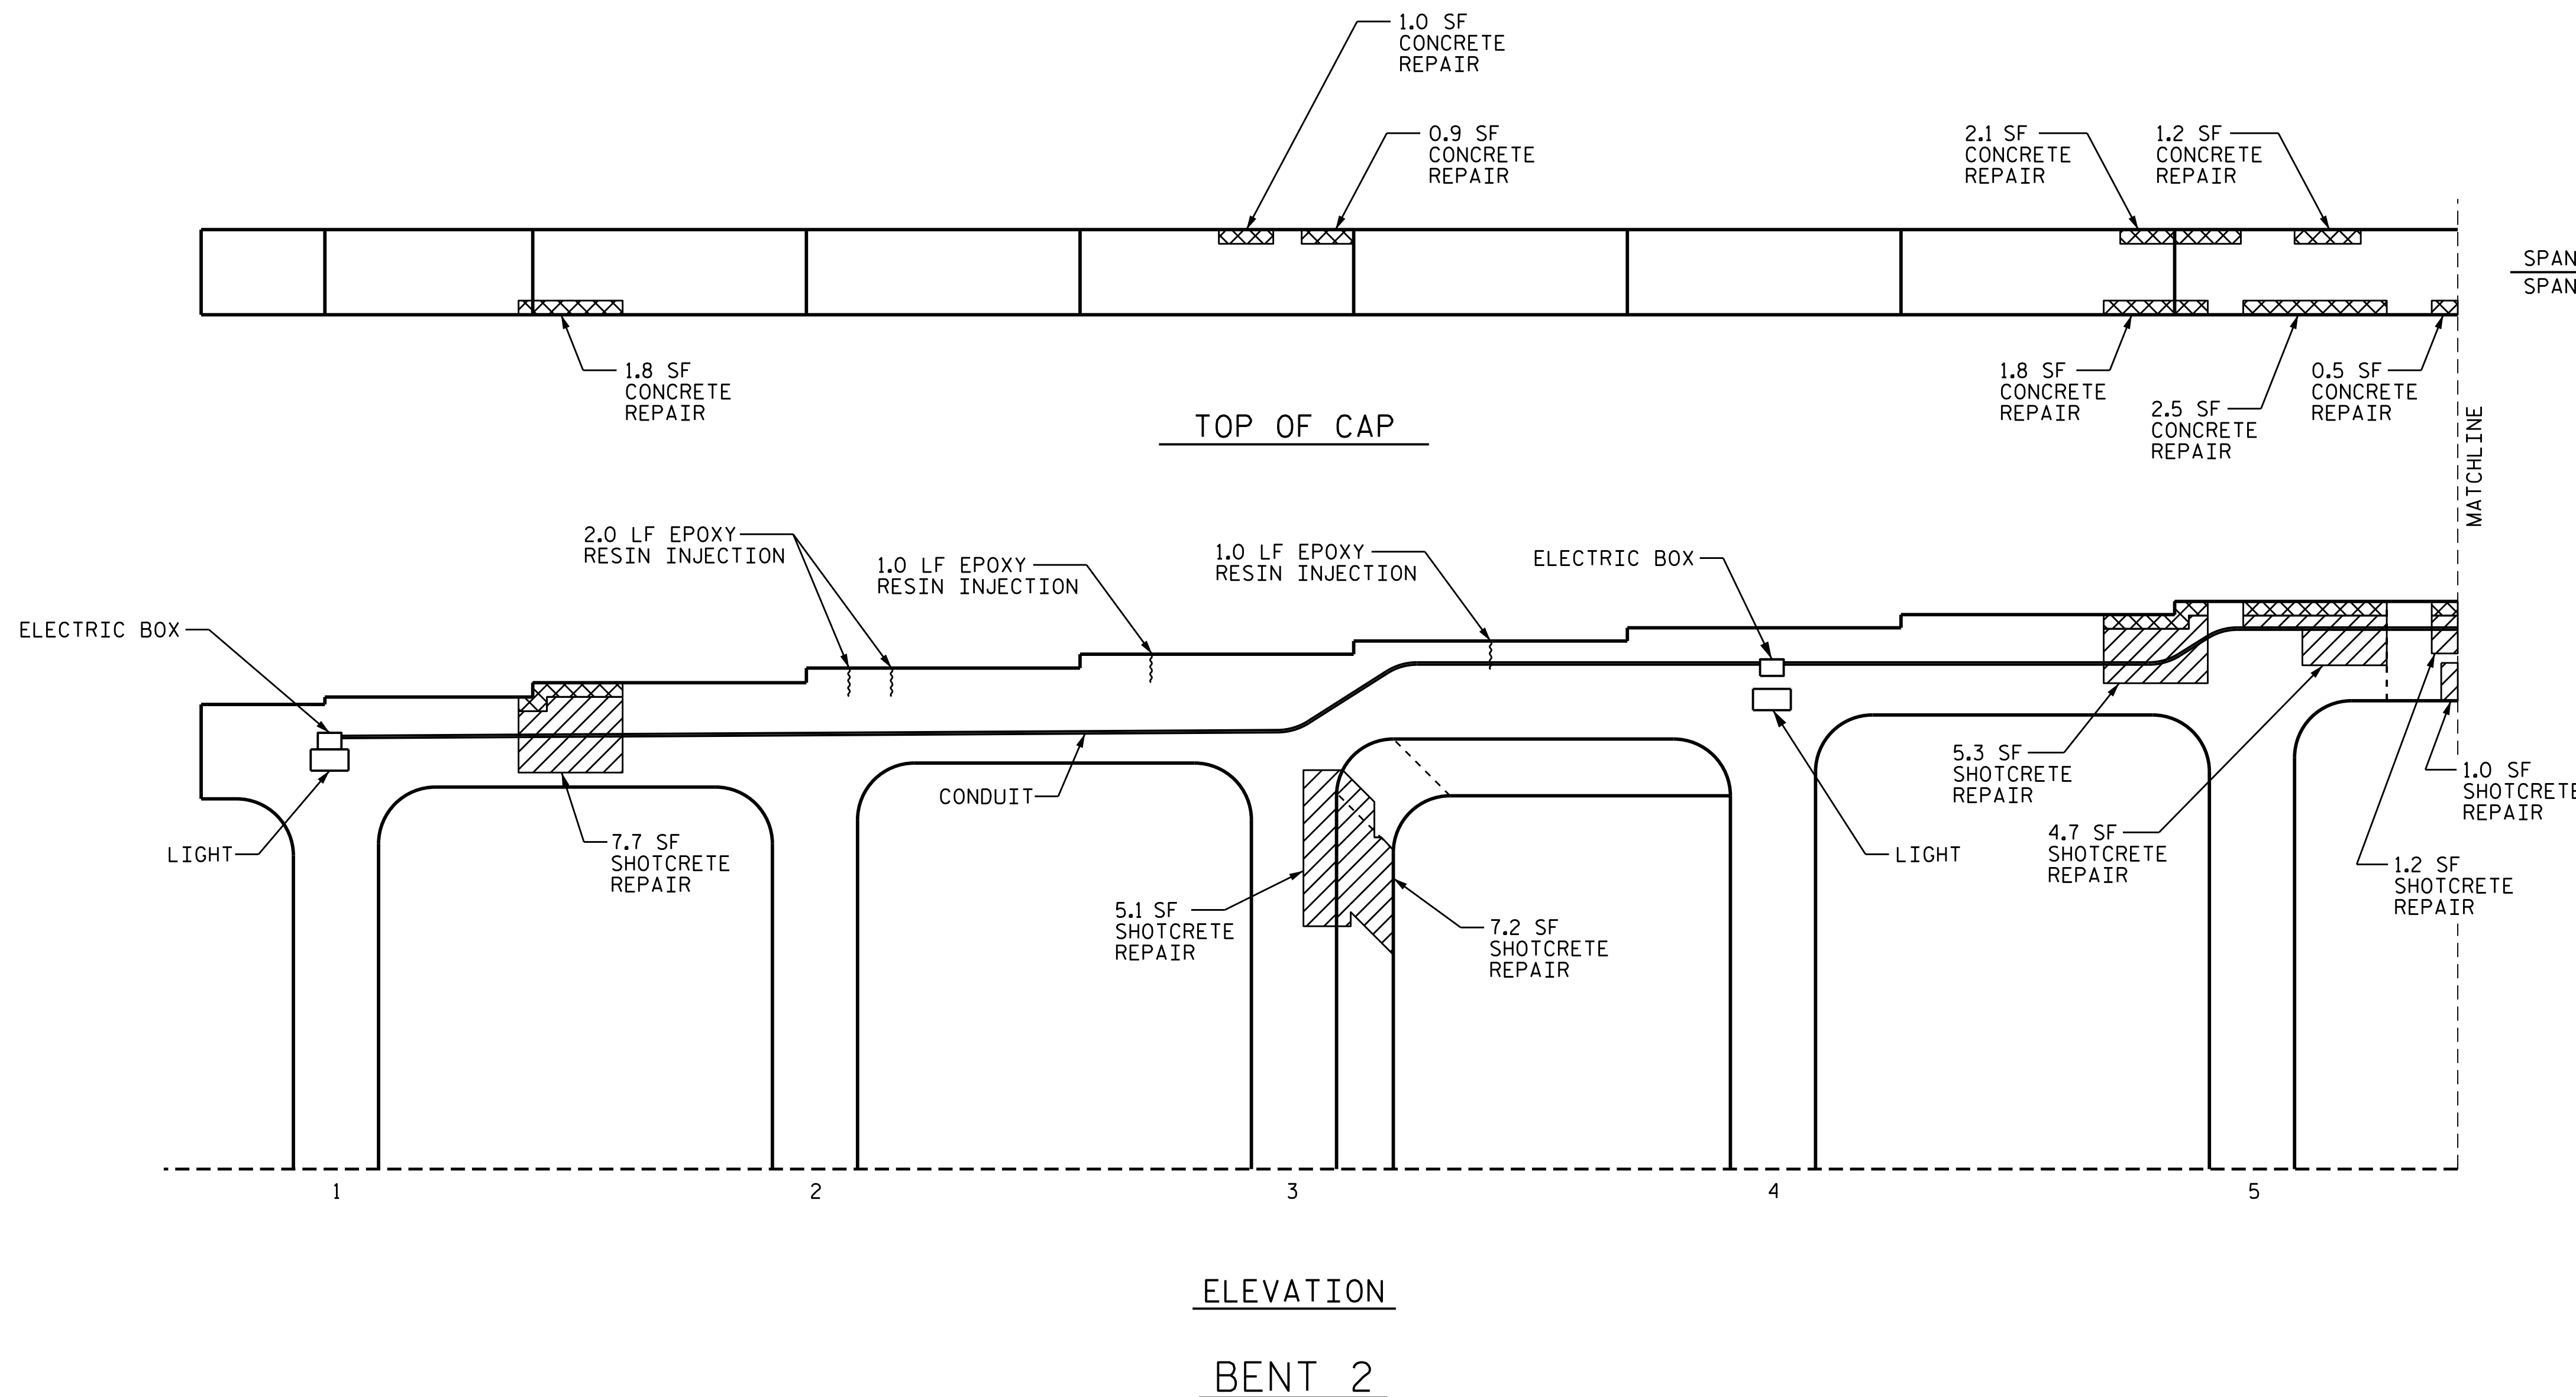 1.0 SF
CONCRETE
REPAIR
0.9 SF
CONCRETE
REPAIR
2.1 SF
CONCRETE
REPAIR
1.2 SF
CONCRETE
REPAIR
SPAN
SPAN
1.8 SF
CONCRETE
REPAIR
1.8 SF
CONCRETE
REPAIR
2.5 SF
CONCRETE
REPAIR
0.5 SF
CONCRETE
REPAIR
TOP OF CAP
MATCHLINE
2.0 LF EPOXY
RESIN INJECTION
1.0 LF EPOXY
RESIN INJECTION
1.0 LF EPOXY
RESIN INJECTION
ELECTRIC BOX
ELECTRIC BOX
LIGHT
7.7 SF
SHOTCRETE
REPAIR
CONDUIT
5.1 SF
SHOTCRETE
REPAIR
7.2 SF
SHOTCRETE
REPAIR
LIGHT
5.3 SF
SHOTCRETE
REPAIR
4.7 SF
SHOTCRETE
REPAIR
1.0 SF
SHOTCRETE
REPAIR
1.2 SF
SHOTCRETE
REPAIR
1 2 3 4 5
ELEVATION
BENT 2